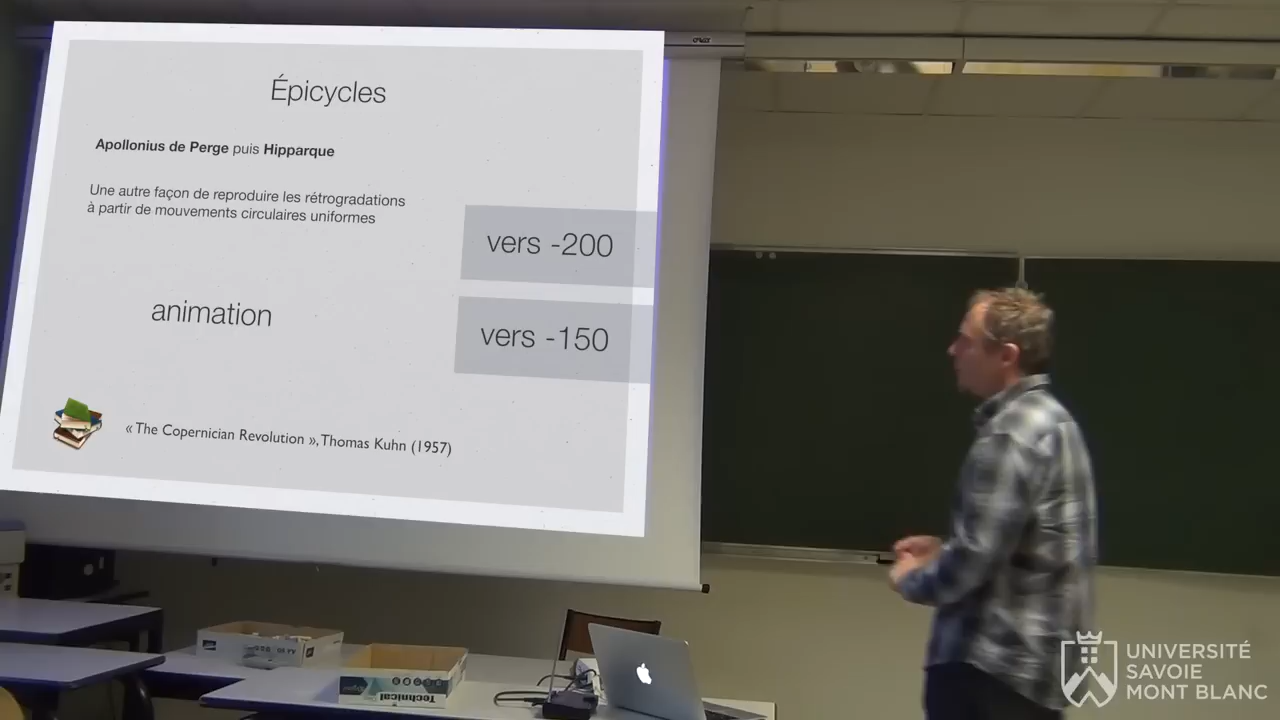 Épicycles
Apollonius de Perge puis Hipparque
Une autre façon de reproduire les rétrogradations
à partir de mouvements circulaires uniformes
vers -200
animation
vers -150
« The Copernician Revolution », Thomas Kuhn (1957)
Technical
UNIVERSITÉ
SAVOIE
MONT BLANC